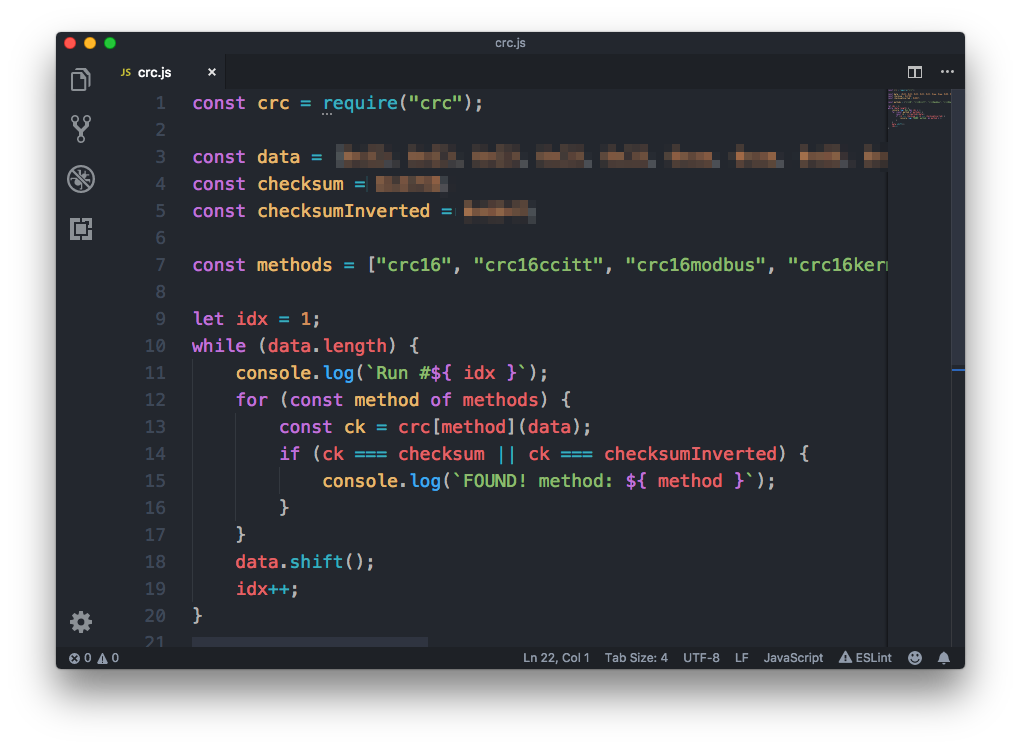 crc.js
JS crc.js ×
1 const crc = require("crc");
2
3 const data =
4 const checksum =
5 const checksumInverted =
6
7 const methods = ["crc16", "crc16ccitt", "crc16modbus", "crc16ker
8
9 let idx = 1;
10 while (data.length) {
11 console.log(`Run #${ idx }`);
12 for (const method of methods) {
13 const ck = crc[method](data);
14 if (ck === checksum || ck === checksumInverted) {
15 console.log(`FOUND! method: ${ method }`);
16 }
17 }
18 data.shift();
19 idx++;
20 }
21
0 0 Ln 22, Col 1 Tab Size: 4 UTF-8 LF JavaScript ESLint